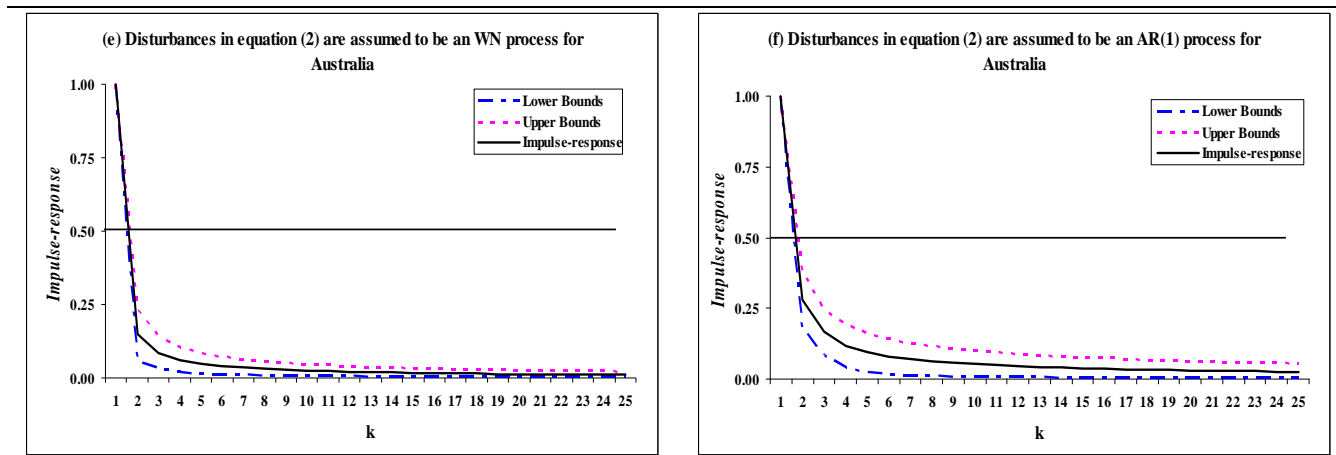 (e) Disturbances in equation (2) are assumed to be an WN process for
Australia
1.00
0.75
0.50
0.25
0.00
Impulse-response
Lower Bounds
Upper Bounds
Impulse-response
1 2 3 4 5 6 7 8 9 10 11 12 13 14 15 16 17 18 19 20 21 22 23 24 25
k
(f) Disturbances in equation (2) are assumed to be an AR(1) process for
Australia
1.00
0.75
0.50
0.25
0.00
Impulse-response
Lower Bounds
Upper Bounds
Impulse-response
1 2 3 4 5 6 7 8 9 10 11 12 13 14 15 16 17 18 19 20 21 22 23 24 25
k